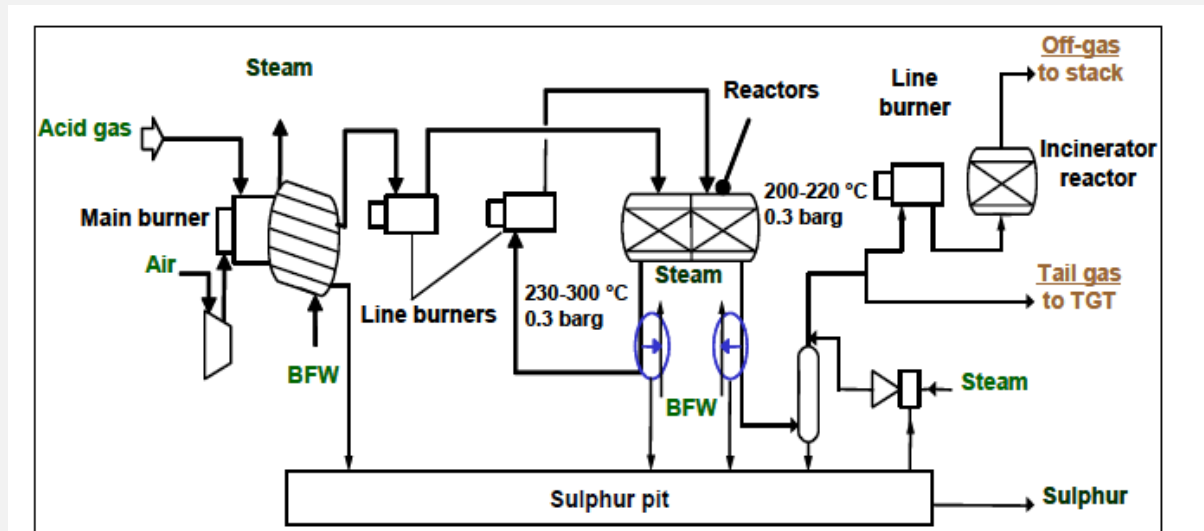 Off-gas
to stack
Steam
Line
burner
Reactors
Acid gas
Incinerator
reactor
200-220 °C
0.3 barg
Main burner
Air
Steam
Tail gas
to TGT
230-300 °C
0.3 barg
Line burners
BFW
BFW
Steam
Sulphur pit
Sulphur